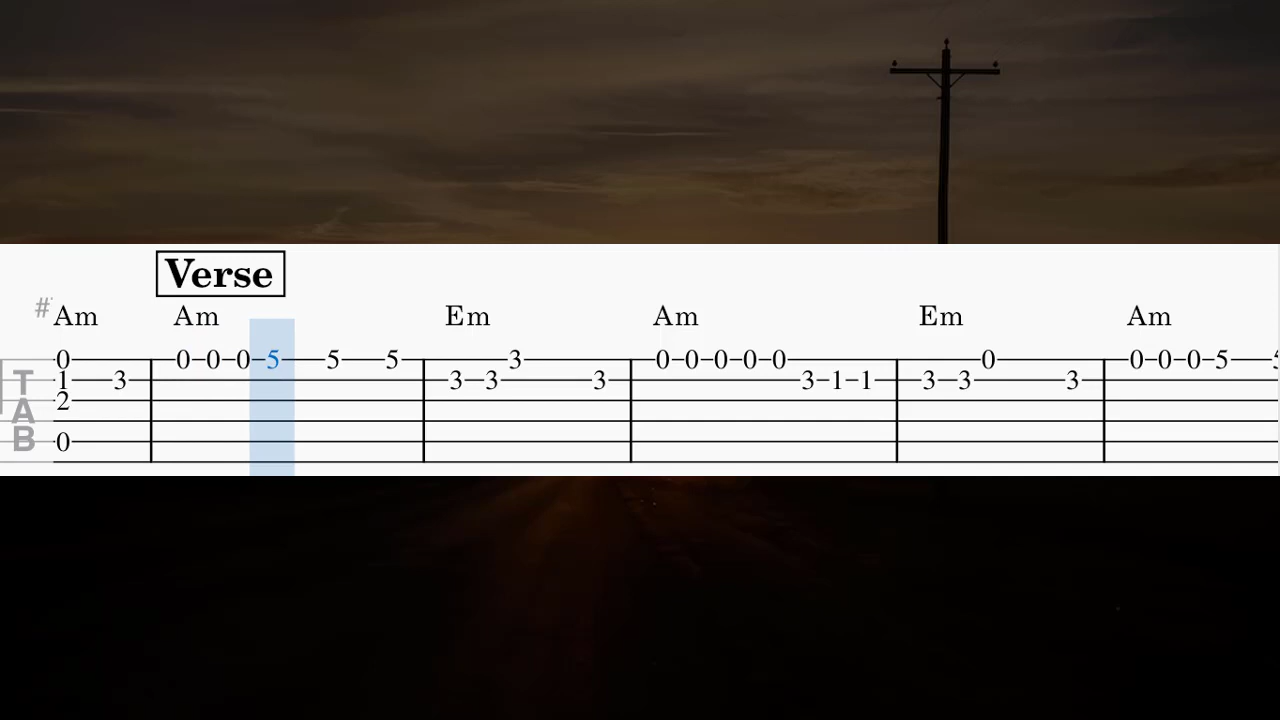 Verse
# Am Am Em Am Em Am
0 0-0-0-5 5 5 3 0-0-0-0-0 0 0-0-0-5
T 1 3 3-3 3 3-1-1 3-3 3
A 2
B 0